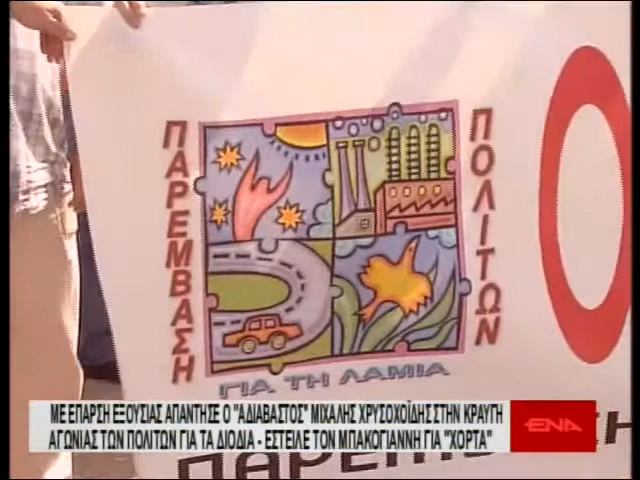 ΠΑΡΕΜΒΑΣΗ
ΠΟΛΙΤΩΝ
ΓΙΑ ΤΗ ΛΑΜΙΑ
ΜΕ ΕΠΑΡΣΗ ΕΞΟΥΣΙΑΣ ΑΠΑΝΤΗΣΕ Ο "ΑΔΙΑΒΑΣΤΟΣ" ΜΙΧΑΛΗΣ ΧΡΥΣΟΧΟΪΔΗΣ ΣΤΗΝ ΚΡΑΥΓΗ
ΑΓΩΝΙΑΣ ΤΩΝ ΠΟΛΙΤΩΝ ΓΙΑ ΤΑ ΔΙΟΔΙΑ - ΕΣΤΕΙΛΕ ΤΟΝ ΜΠΑΚΟΓΙΑΝΝΗ ΓΙΑ "ΧΟΡΤΑ"
ΕΝΑ